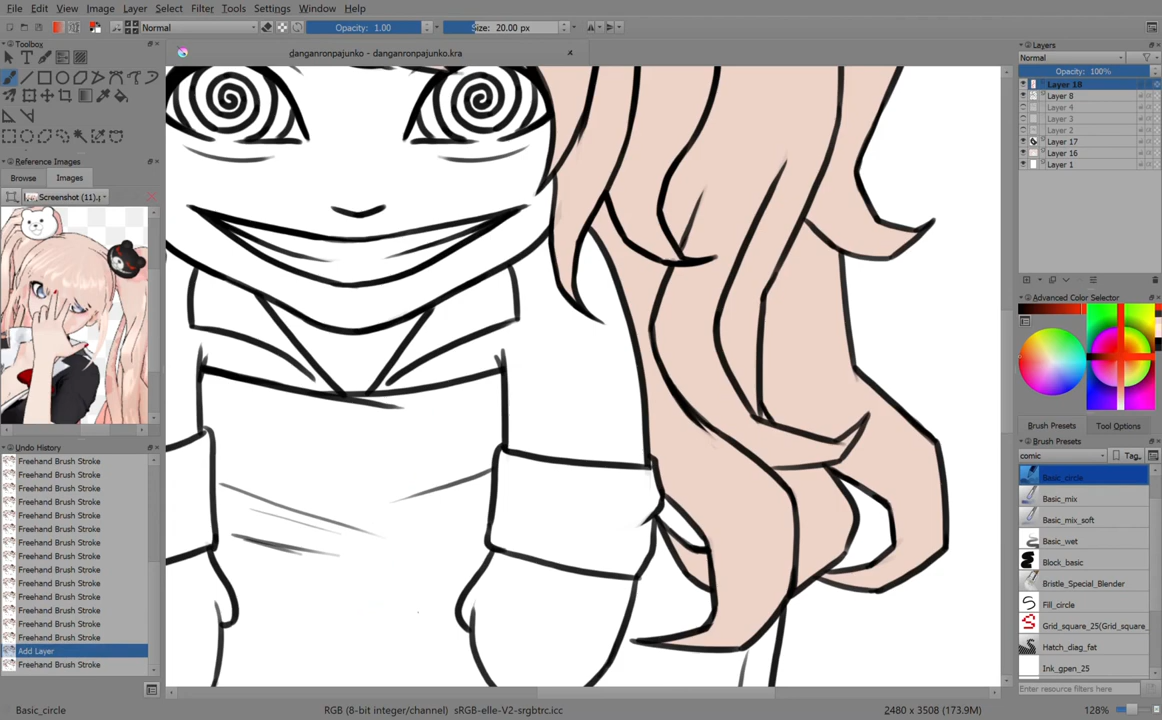 File Edit View Image Layer Select Filter Tools Settings Window Help
Normal Opacity: 1.00 Size: 20.00 px
danganronpajunko - danganronpajunko.kra
Toolbox
Reference Images
Browse Images
Screenshot (11).
Undo History
Freehand Brush Stroke
Freehand Brush Stroke
Freehand Brush Stroke
Freehand Brush Stroke
Freehand Brush Stroke
Freehand Brush Stroke
Freehand Brush Stroke
Freehand Brush Stroke
Freehand Brush Stroke
Freehand Brush Stroke
Freehand Brush Stroke
Freehand Brush Stroke
Freehand Brush Stroke
Freehand Brush Stroke
Add Layer
Freehand Brush Stroke
Layers
Normal
Opacity: 100%
Layer 18
Layer 8
Layer 4
Layer 3
Layer 2
Layer 17
Layer 16
Layer 1
Advanced Color Selector
Brush Presets Tool Options
Brush Presets
comic Tag
Basic_circle
Basic_mix
Basic_mix_soft
Basic_wet
Block_basic
Bristle_Special_Blender
Fill_circle
Grid_square_25(Grid_square_
Hatch_diag_fat
Ink_gpen_25
Enter resource filters here
Basic_circle RGB (8-bit integer/channel) sRGB-elle-V2-srgbtrc.icc 2480 x 3508 (173.9M) 128%